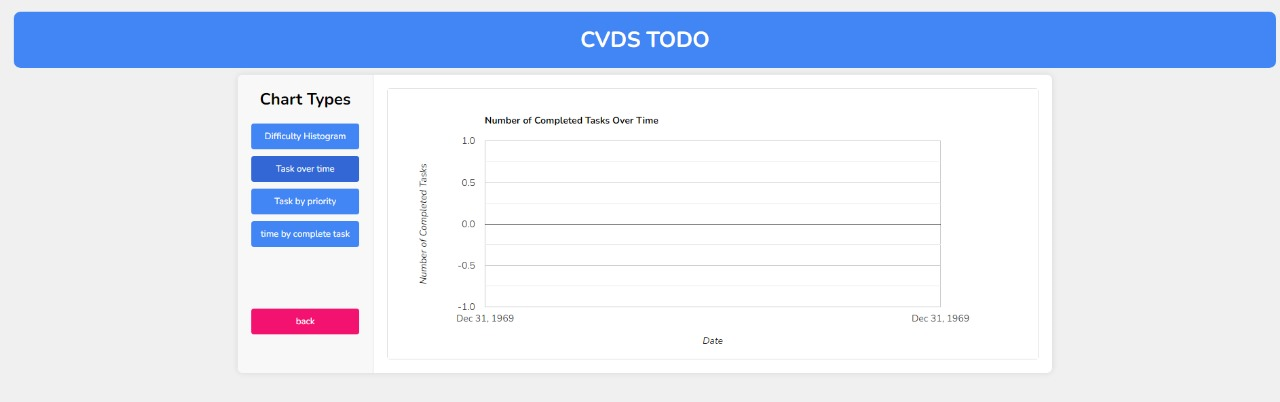 CVDS TODO
Chart Types
Difficulty Histogram
Task over time
Task by priority
time by complete task
back
Number of Completed Tasks Over Time
Number of Completed Tasks
1.0
0.5
0.0
-0.5
-1.0
Dec 31, 1969
Dec 31, 1969
Date